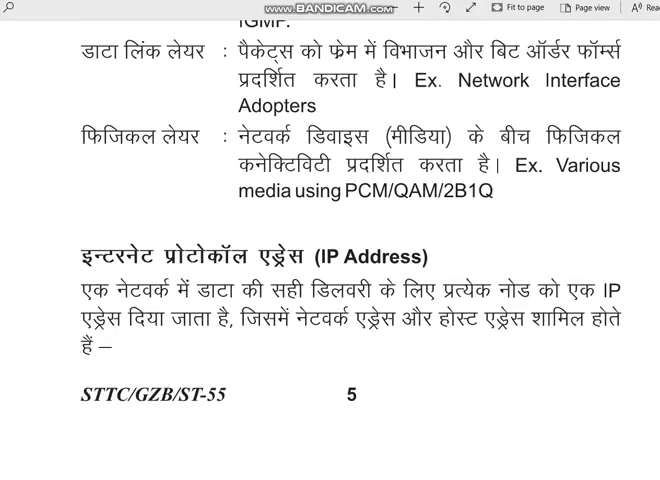 www.BANDICAM.com
Fit to page
Page view
A) Rea
IGMP.
डाटा लिंक लेयर : पैकेट्स को फ्रेम में विभाजन और बिट ऑर्डर फॉर्म्स
प्रदर्शित करता है। Ex. Network Interface
Adopters
फिजिकल लेयर : नेटवर्क डिवाइस (मीडिया) के बीच फिजिकल
कनेक्टिविटी प्रदर्शित करता है। Ex. Various
media using PCM/QAM/2B1Q
इन्टरनेट प्रोटोकॉल एड्रेस (IP Address)
एक नेटवर्क में डाटा की सही डिलवरी के लिए प्रत्येक नोड को एक IP
एड्रेस दिया जाता है, जिसमें नेटवर्क एड्रेस और होस्ट एड्रेस शामिल होते
हैं –
STTC/GZB/ST-55 5